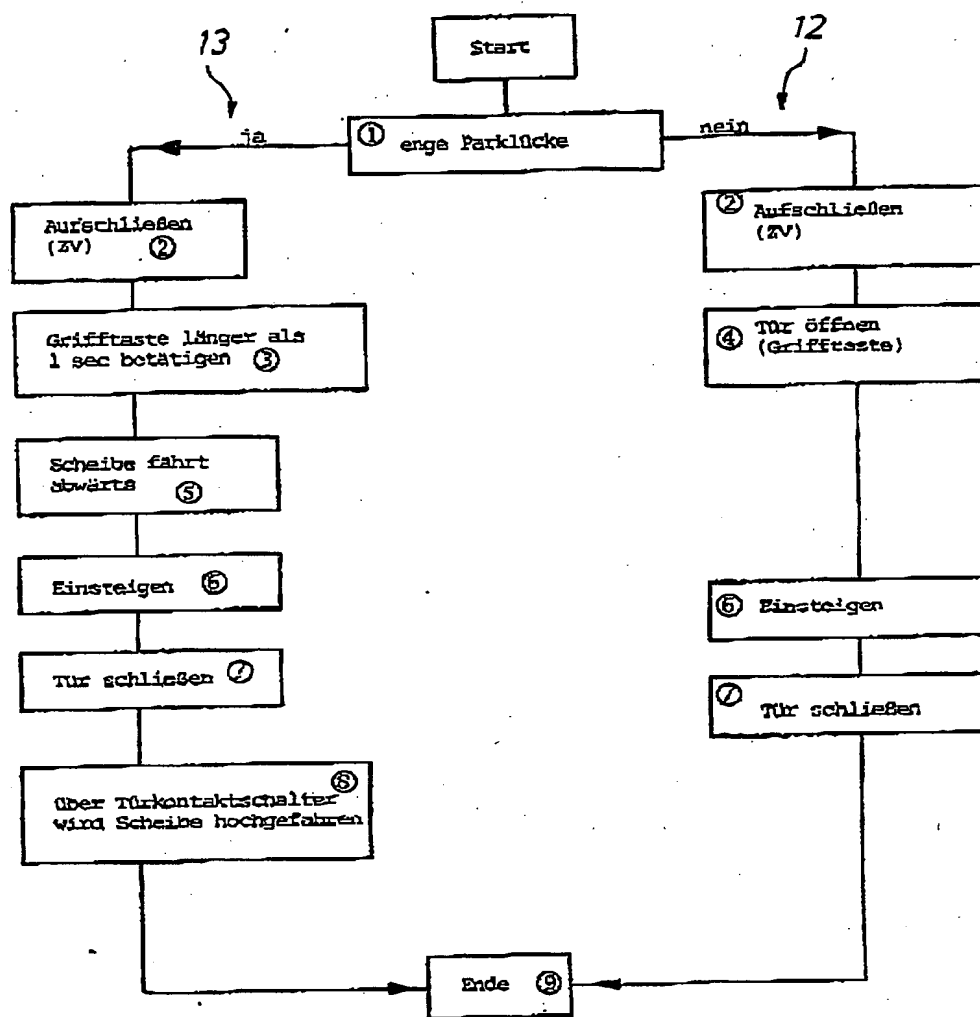 13
12
Start
ja
① enge Parklücke
nein
Aufschließen
(ZV) ②
Grifftaste länger als
1 sec betätigen ③
Scheibe fährt
abwärts ⑤
Einsteigen ⑥
Tür schließen ⑦
⑧
über Türkontaktschalter
wird Scheibe hochgefahren
② Aufschließen
(ZV)
④ Tür öffnen
(Grifftaste)
⑥ Einsteigen
⑦ Tür schließen
Ende ⑨